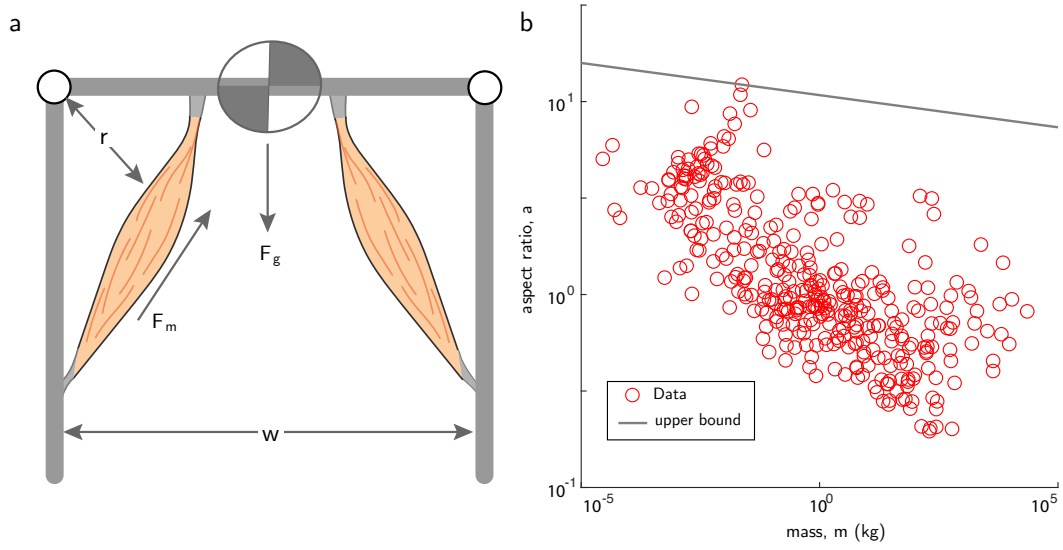 a
r
F_g
F_m
w
b
aspect ratio, a
10^1
10^0
10^-1
Data
upper bound
10^-5
10^0
10^5
mass, m (kg)